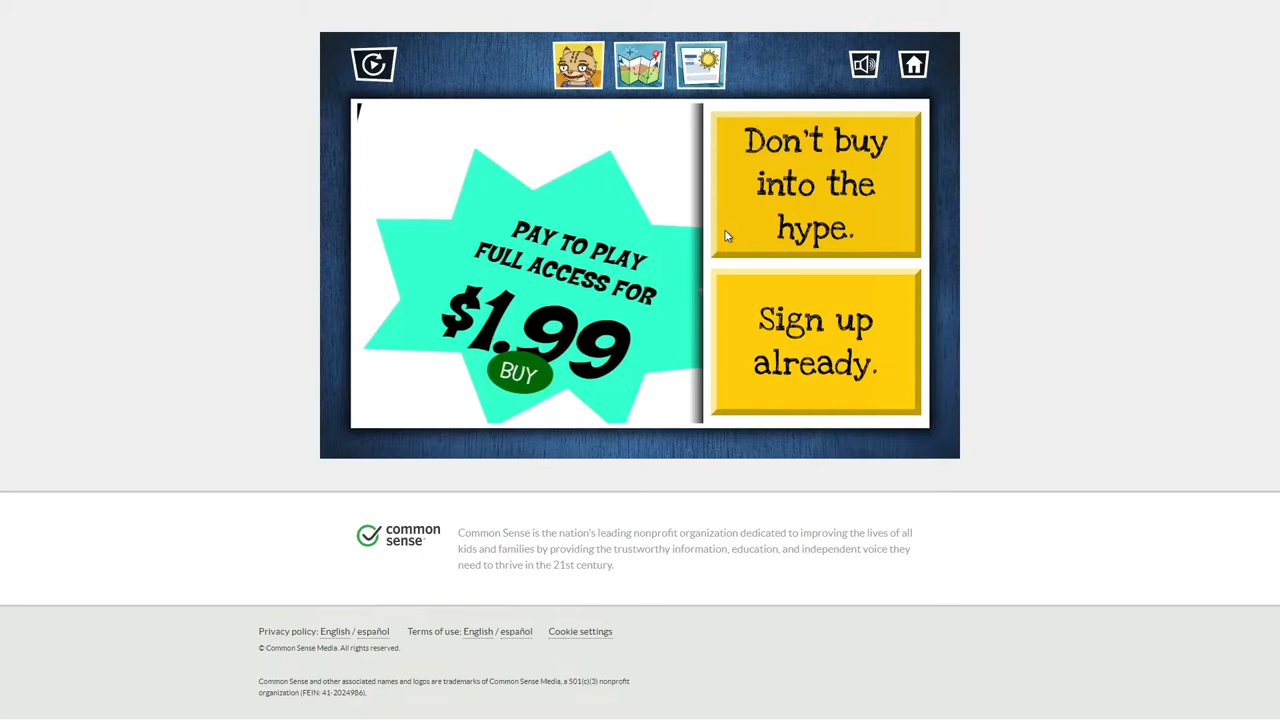 PAY TO PLAY
FULL ACCESS FOR
$1.99
BUY
Don't buy
into the
hype.
Sign up
already.
common
sense
Common Sense is the nation's leading nonprofit organization dedicated to improving the lives of all
kids and families by providing the trustworthy information, education, and independent voice they
need to thrive in the 21st century.
Privacy policy: English / español Terms of use: English / español Cookie settings
© Common Sense Media. All rights reserved.
Common Sense and other associated names and logos are trademarks of Common Sense Media, a 501(c)(3) nonprofit
organization (FEIN: 41-2024986).